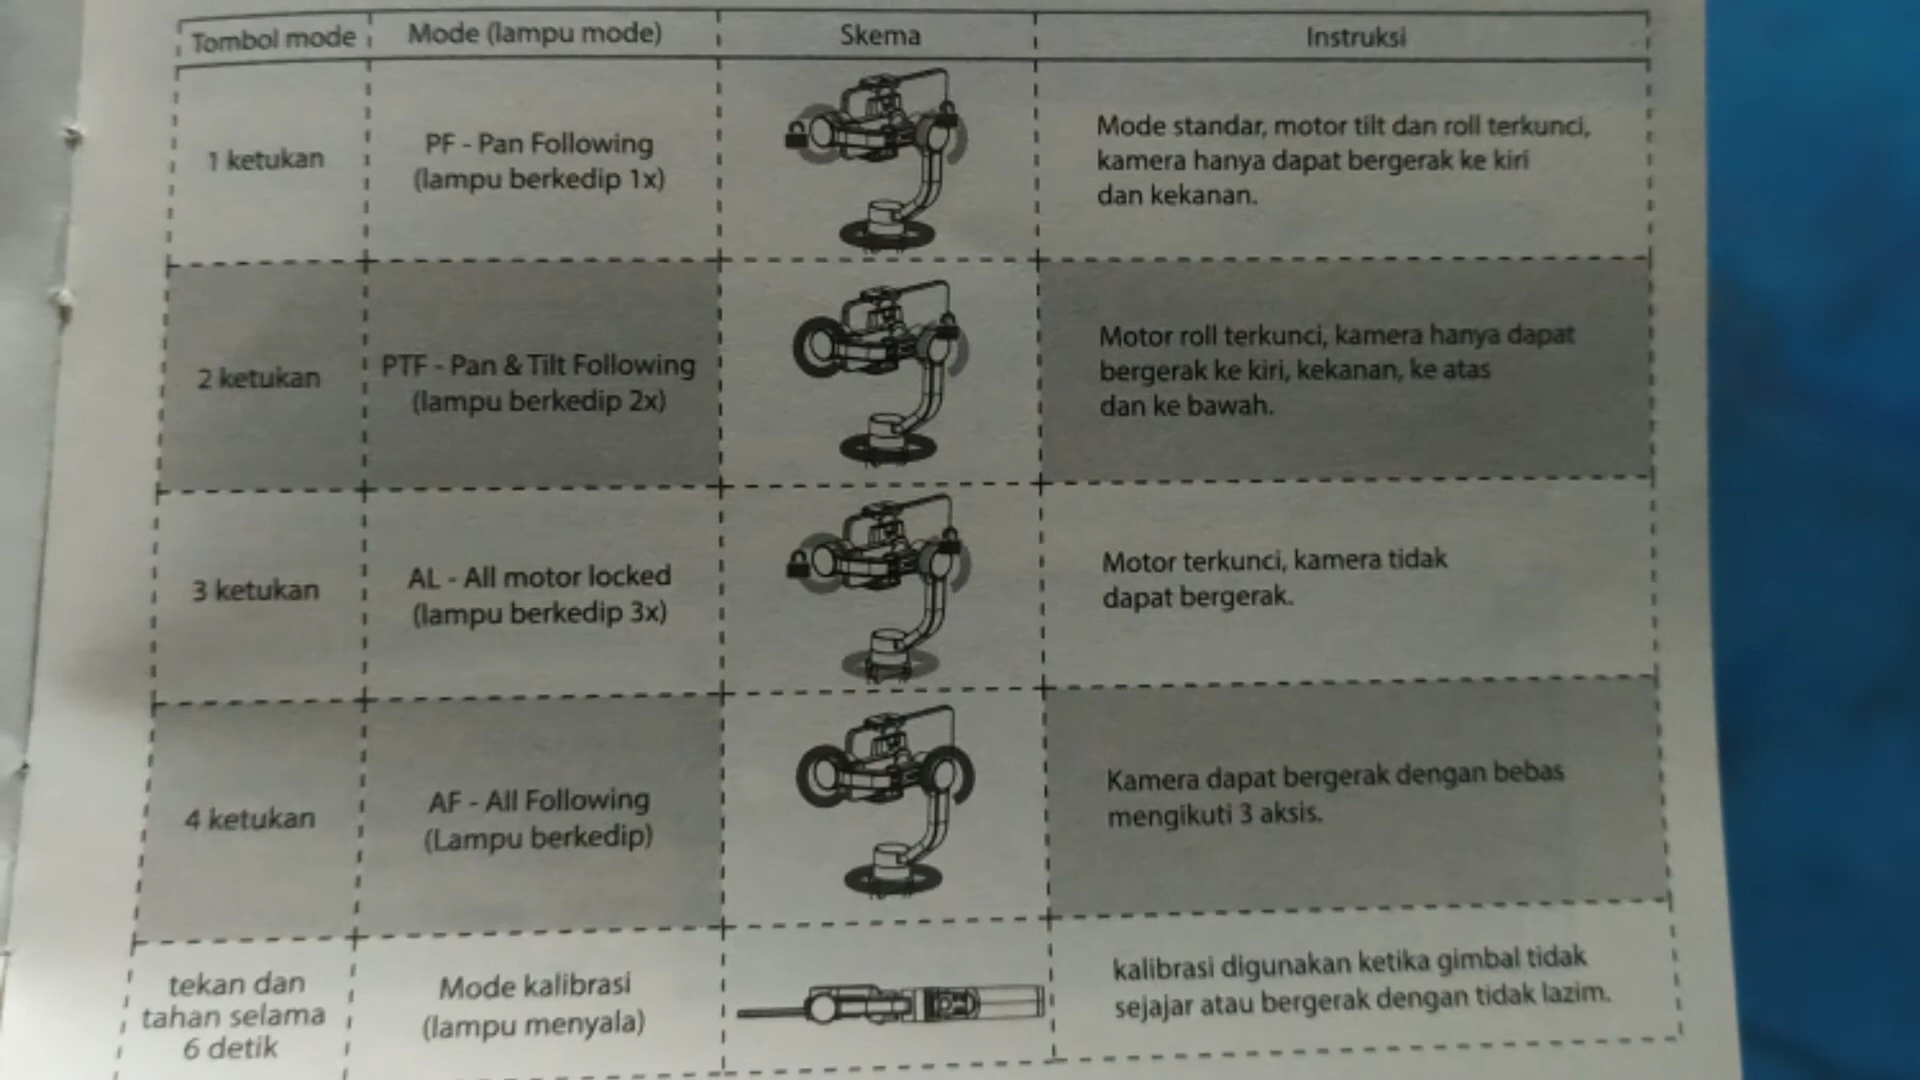 Tombol mode
Mode (lampu mode)
Skema
Instruksi
1 ketukan
PF - Pan Following
(lampu berkedip 1x)
Mode standar, motor tilt dan roll terkunci,
kamera hanya dapat bergerak ke kiri
dan kekanan.
2 ketukan
PTF - Pan & Tilt Following
(lampu berkedip 2x)
Motor roll terkunci, kamera hanya dapat
bergerak ke kiri, kekanan, ke atas
dan ke bawah.
3 ketukan
AL - All motor locked
(lampu berkedip 3x)
Motor terkunci, kamera tidak
dapat bergerak.
4 ketukan
AF - All Following
(Lampu berkedip)
Kamera dapat bergerak dengan bebas
mengikuti 3 aksis.
tekan dan
tahan selama
6 detik
Mode kalibrasi
(lampu menyala)
kalibrasi digunakan ketika gimbal tidak
sejajar atau bergerak dengan tidak lazim.